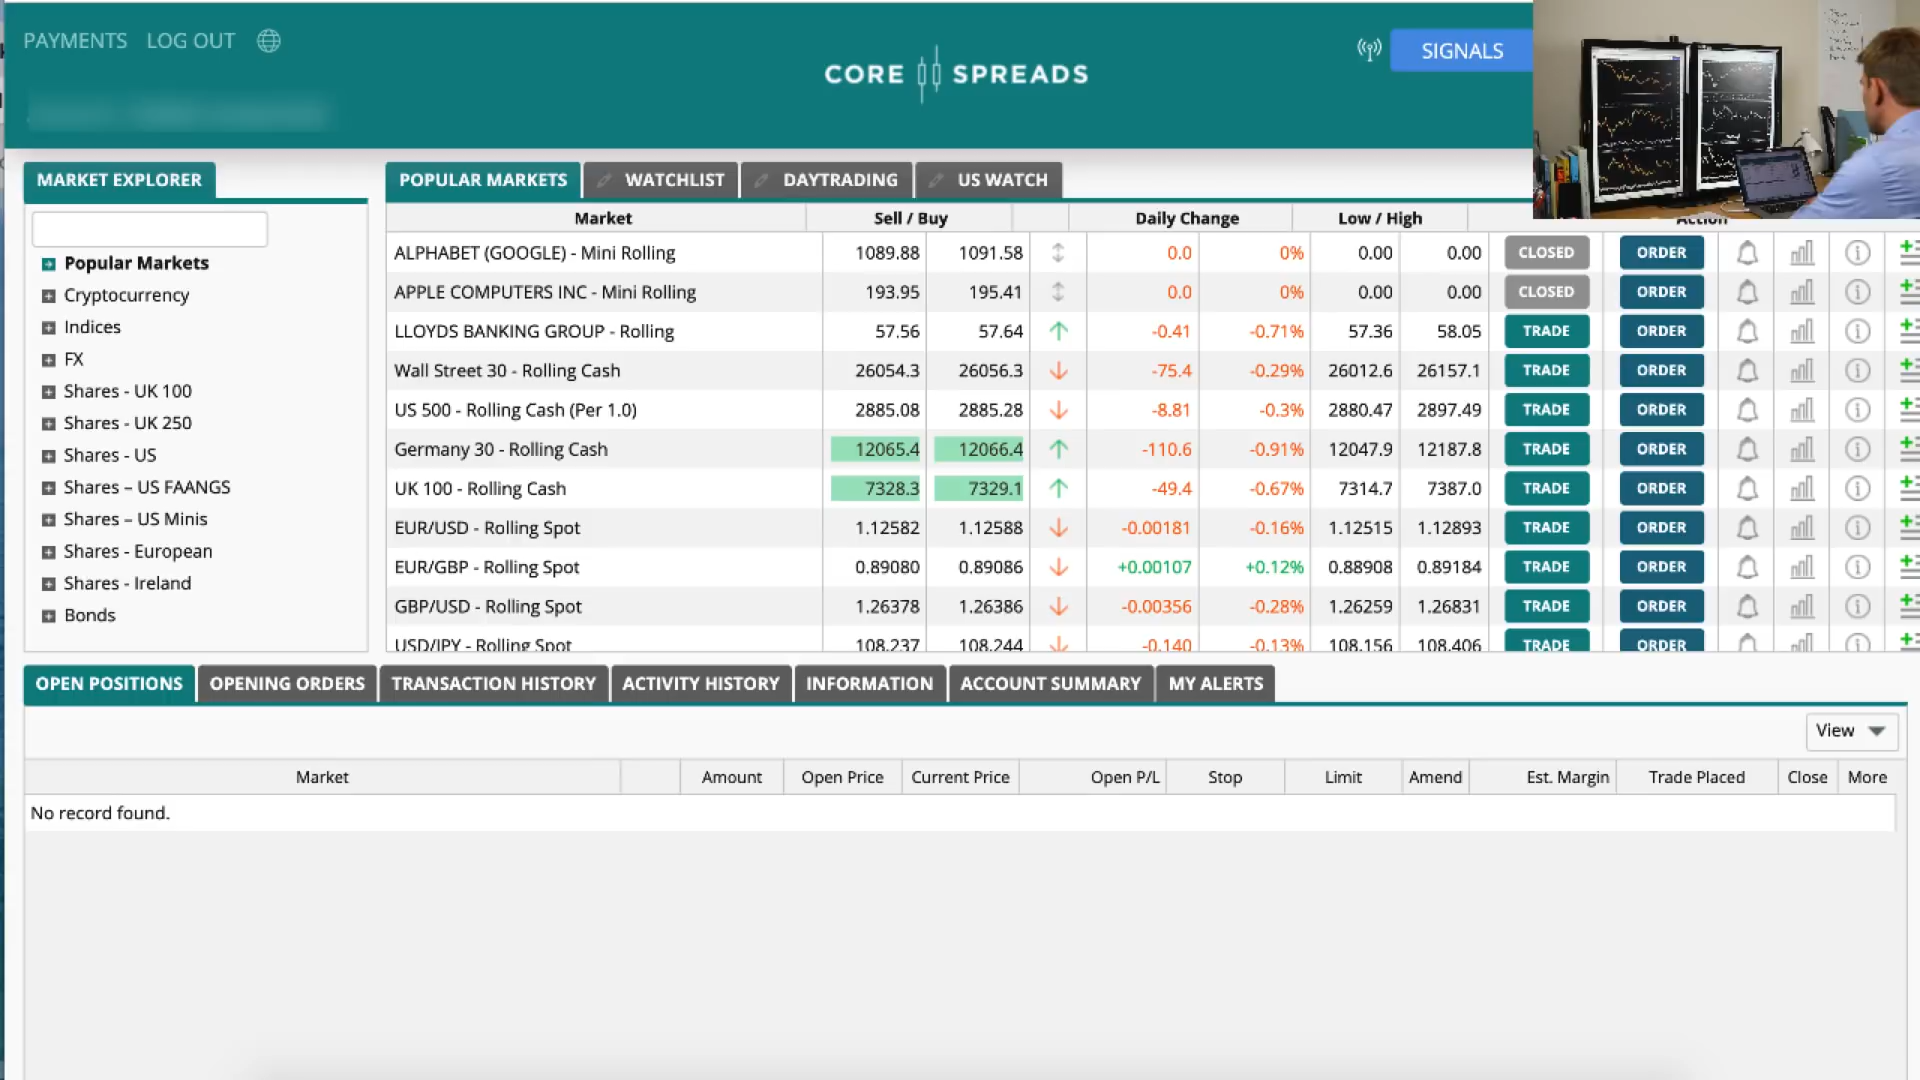 PAYMENTS LOG OUT
CORE SPREADS
SIGNALS
MARKET EXPLORER
Popular Markets
Cryptocurrency
Indices
FX
Shares - UK 100
Shares - UK 250
Shares - US
Shares – US FAANGS
Shares – US Minis
Shares - European
Shares - Ireland
Bonds
POPULAR MARKETS WATCHLIST DAYTRADING US WATCH
Market Sell / Buy Daily Change Low / High Action
ALPHABET (GOOGLE) - Mini Rolling 1089.88 1091.58 0.0 0% 0.00 0.00 CLOSED ORDER
APPLE COMPUTERS INC - Mini Rolling 193.95 195.41 0.0 0% 0.00 0.00 CLOSED ORDER
LLOYDS BANKING GROUP - Rolling 57.56 57.64 -0.41 -0.71% 57.36 58.05 TRADE ORDER
Wall Street 30 - Rolling Cash 26054.3 26056.3 -75.4 -0.29% 26012.6 26157.1 TRADE ORDER
US 500 - Rolling Cash (Per 1.0) 2885.08 2885.28 -8.81 -0.3% 2880.47 2897.49 TRADE ORDER
Germany 30 - Rolling Cash 12065.4 12066.4 -110.6 -0.91% 12047.9 12187.8 TRADE ORDER
UK 100 - Rolling Cash 7328.3 7329.1 -49.4 -0.67% 7314.7 7387.0 TRADE ORDER
EUR/USD - Rolling Spot 1.12582 1.12588 -0.00181 -0.16% 1.12515 1.12893 TRADE ORDER
EUR/GBP - Rolling Spot 0.89080 0.89086 +0.00107 +0.12% 0.88908 0.89184 TRADE ORDER
GBP/USD - Rolling Spot 1.26378 1.26386 -0.00356 -0.28% 1.26259 1.26831 TRADE ORDER
USD/JPY - Rolling Spot 108.237 108.244 -0.140 -0.13% 108.156 108.406 TRADE ORDER
OPEN POSITIONS OPENING ORDERS TRANSACTION HISTORY ACTIVITY HISTORY INFORMATION ACCOUNT SUMMARY MY ALERTS
View
Market Amount Open Price Current Price Open P/L Stop Limit Amend Est. Margin Trade Placed Close More
No record found.